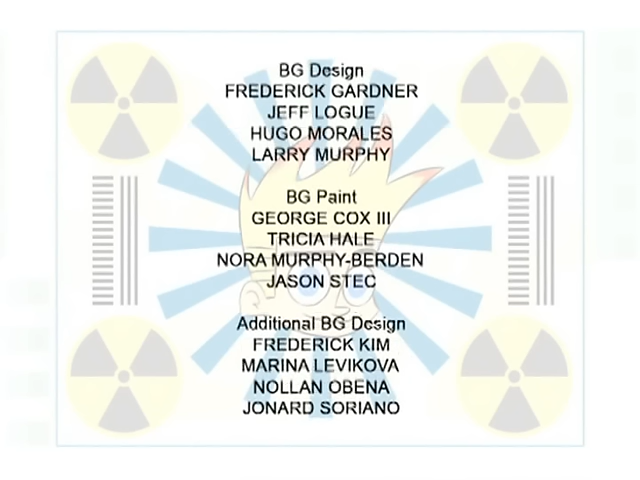 BG Design
FREDERICK GARDNER
JEFF LOGUE
HUGO MORALES
LARRY MURPHY
BG Paint
GEORGE COX III
TRICIA HALE
NORA MURPHY-BERDEN
JASON STEC
Additional BG Design
FREDERICK KIM
MARINA LEVIKOVA
NOLLAN OBENA
JONARD SORIANO